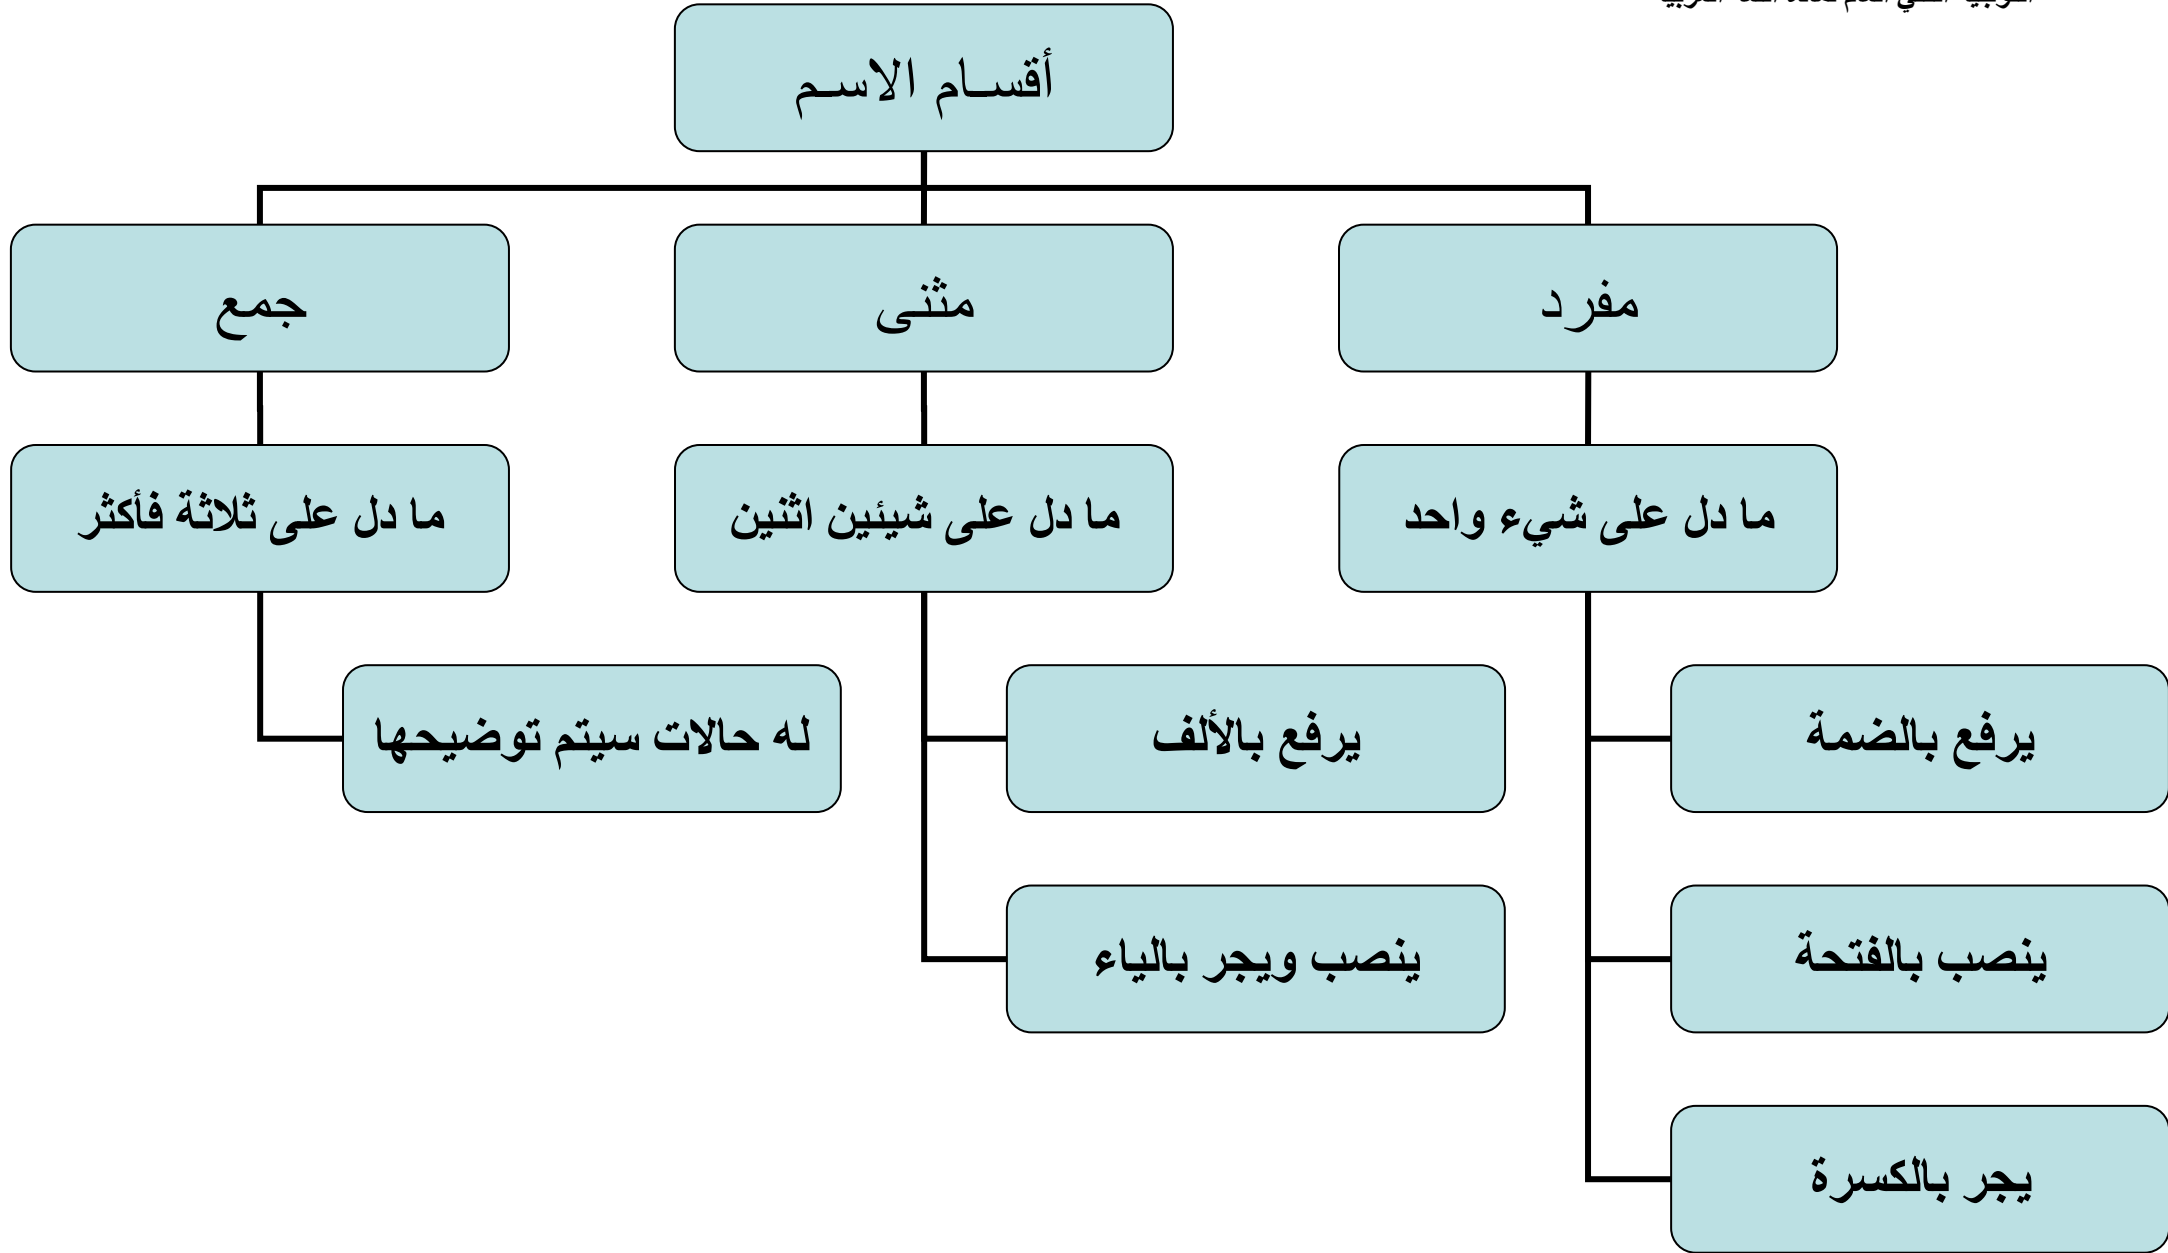 أقسام الاسم
مفرد
مثنى
جمع
ما دل على شيء واحد
ما دل على شيئين اثنين
ما دل على ثلاثة فأكثر
يرفع بالضمة
يرفع بالألف
له حالات سيتم توضيحها
ينصب بالفتحة
ينصب ويجر بالياء
يجر بالكسرة